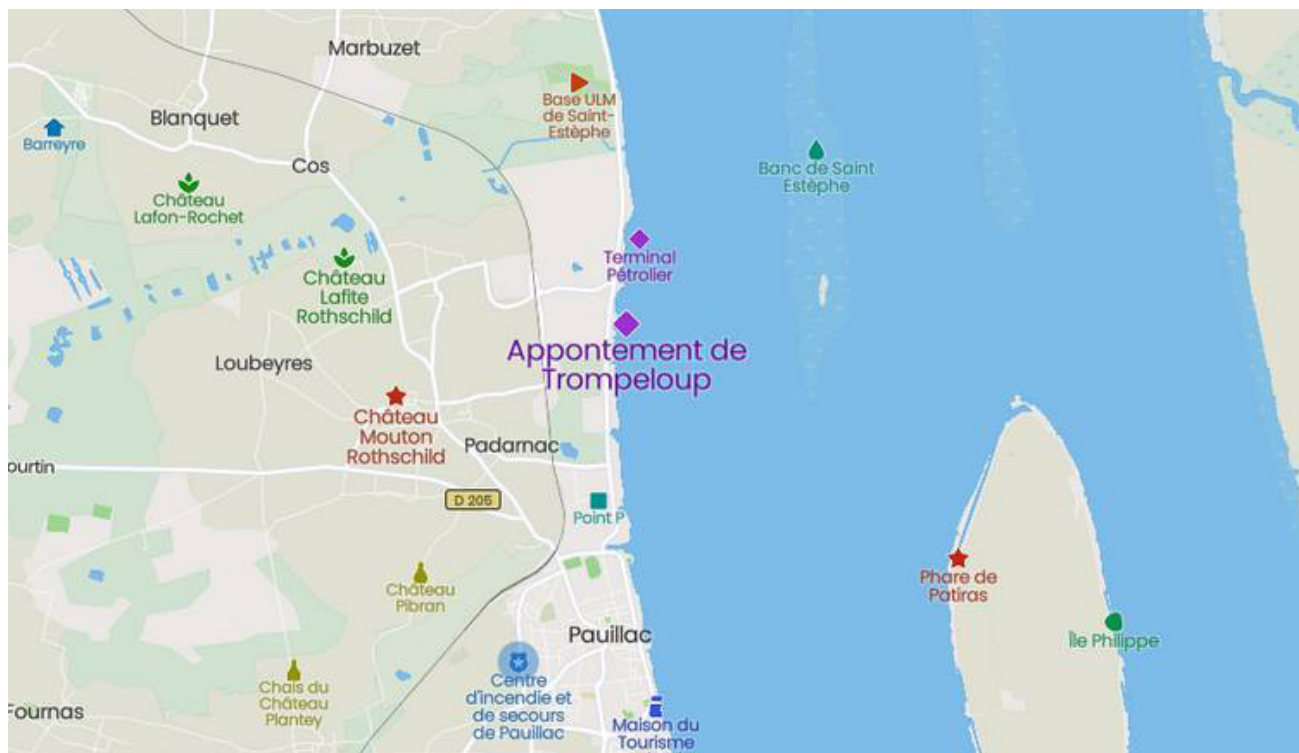 Marbuzet
Base ULM
de Saint-
Estèphe
Blanquet
Barreyre
Cos
Banc de Saint
Estèphe
Château
Lafon-Rochet
Terminal
Pétrolier
Château
Lafite
Rothschild
Appontement de
Trompeloup
Loubeyres
Château
Mouton
Rothschild
Padarnac
ourtin
D 205
Point P
Château
Pibran
Phare de
Patiras
Pauillac
Île Philippe
Chais du
Château
Plantey
Centre
d'incendie et
de secours
de Pauillac
Fournas
Maison du
Tourisme